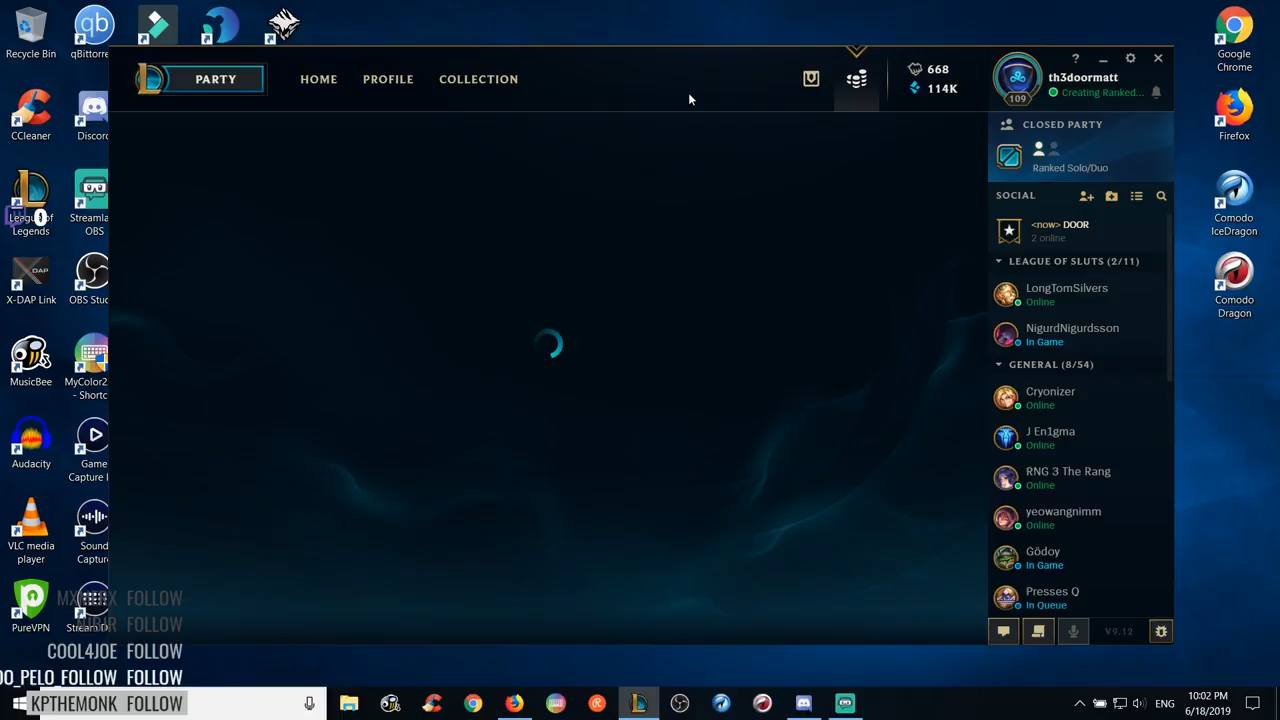 Recycle Bin
qBittorre
CCleaner
Discord
League of
Legends
Streamla
OBS
X-DAP Link
OBS Stud
MusicBee
MyColor2
- Shortc
Audacity
Game
Capture
VLC media
player
Sound
Capture
PureVPN
Stream D
FOLLOW
FOLLOW
COOL4JOE FOLLOW
OO_PELO_FOLLOW FOLLOW
KPTHEMONK FOLLOW
PARTY
HOME
PROFILE
COLLECTION
668
114K
?
109
th3doormatt
Creating Ranked...
CLOSED PARTY
Ranked Solo/Duo
SOCIAL
<now> DOOR
2 online
LEAGUE OF SLUTS (2/11)
LongTomSilvers
Online
NigurdNigurdsson
In Game
GENERAL (8/54)
Cryonizer
Online
J En1gma
Online
RNG 3 The Rang
Online
yeowangnimm
Online
Gödoy
In Game
Presses Q
In Queue
V9.12
Google
Chrome
Firefox
Comodo
IceDragon
Comodo
Dragon
ENG
10:02 PM
6/18/2019